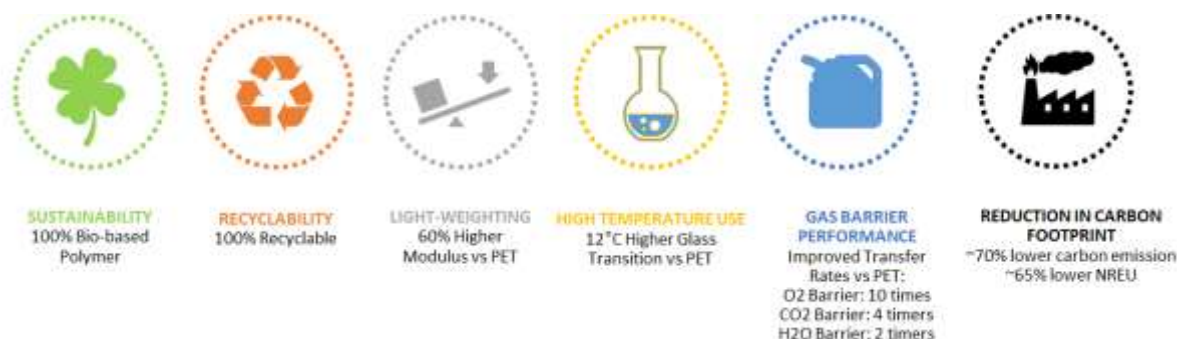 SUSTAINABILITY
100% Bio-based
Polymer
RECYCLABILITY
100% Recyclable
LIGHT-WEIGHTING
60% Higher
Modulus vs PET
HIGH TEMPERATURE USE
12°C Higher Glass
Transition vs PET
GAS BARRIER
PERFORMANCE
Improved Transfer
Rates vs PET:
O2 Barrier: 10 times
CO2 Barrier: 4 timers
H2O Barrier: 2 timers
REDUCTION IN CARBON
FOOTPRINT
~70% lower carbon emission
~65% lower NREU